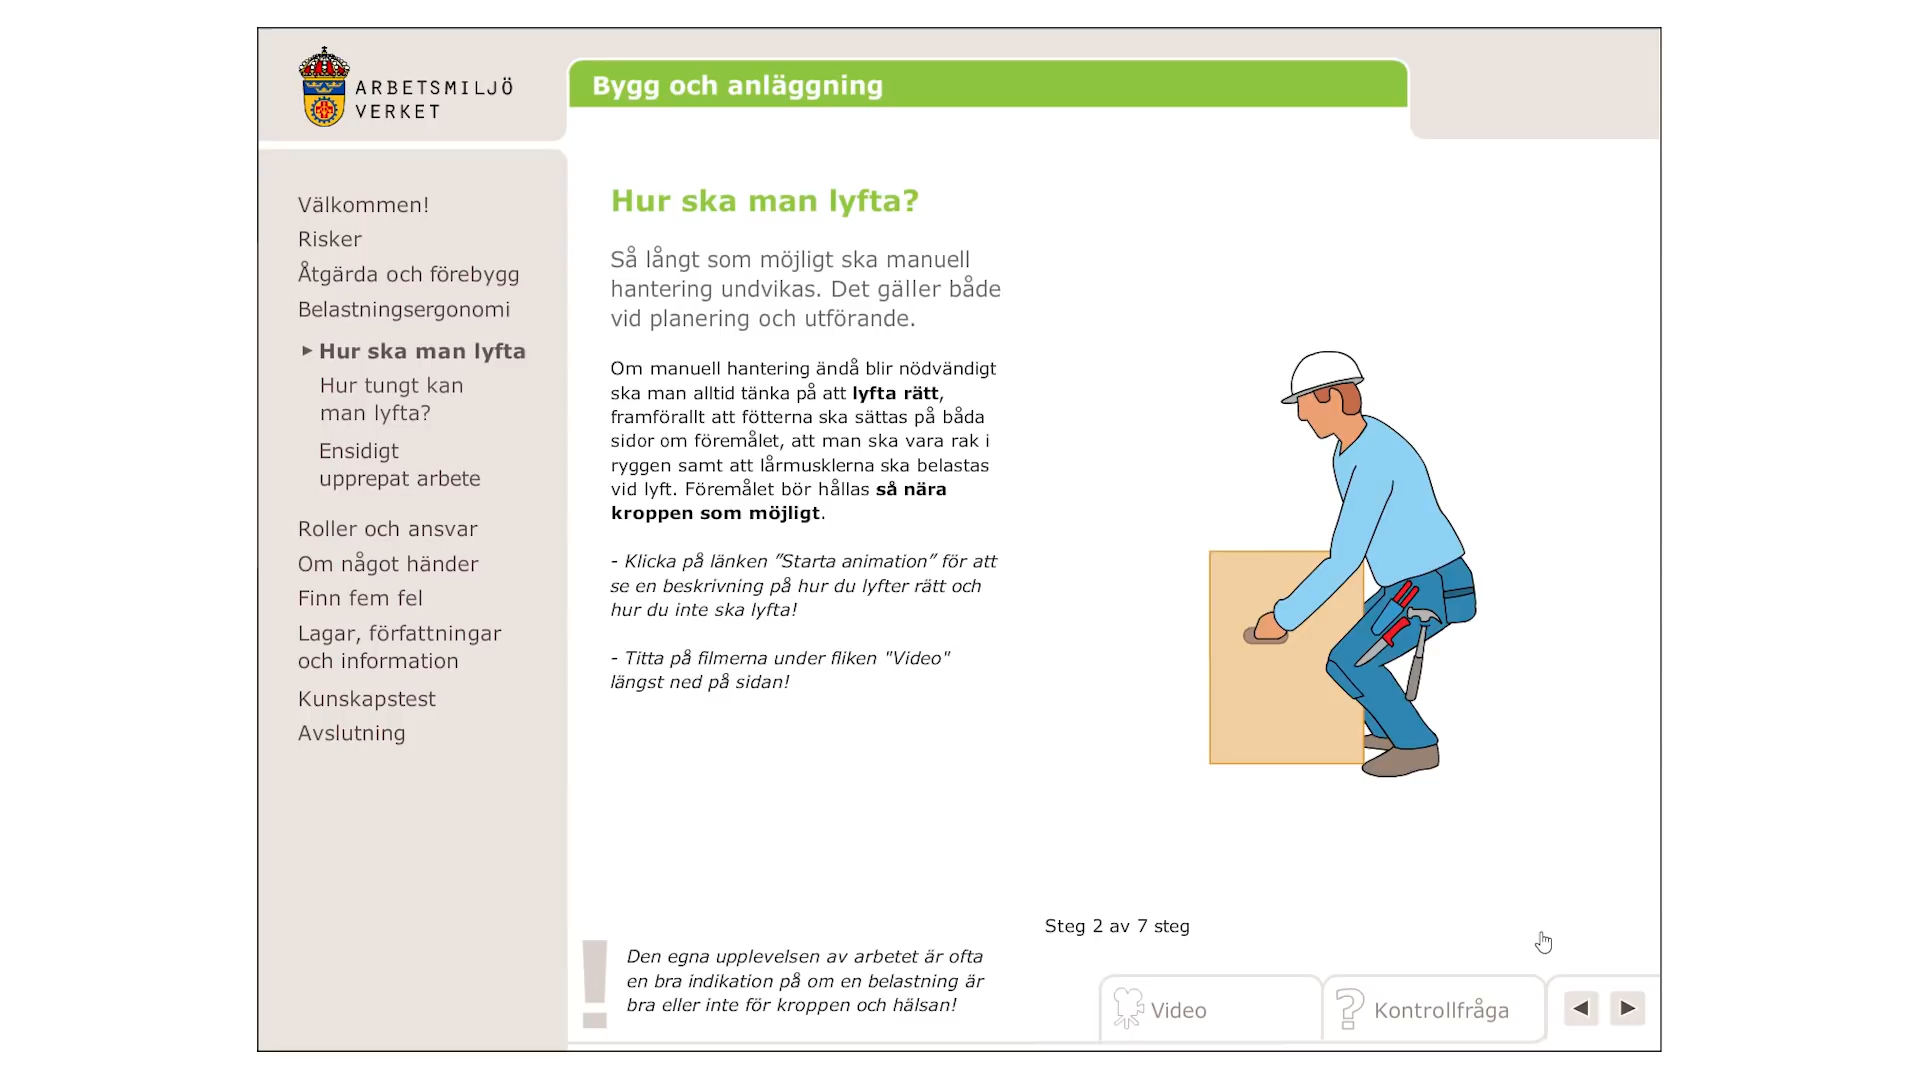 ARBETSMILJÖ
VERKET
Bygg och anläggning
Välkommen!
Risker
Åtgärda och förebygg
Belastningsergonomi
Hur ska man lyfta
Hur tungt kan
man lyfta?
Ensidigt
upprepat arbete
Roller och ansvar
Om något händer
Finn fem fel
Lagar, författningar
och information
Kunskapstest
Avslutning
Hur ska man lyfta?
Så långt som möjligt ska manuell
hantering undvikas. Det gäller både
vid planering och utförande.
Om manuell hantering ändå blir nödvändigt
ska man alltid tänka på att lyfta rätt,
framförallt att fötterna ska sättas på båda
sidor om föremålet, att man ska vara rak i
ryggen samt att lårmusklerna ska belastas
vid lyft. Föremålet bör hållas så nära
kroppen som möjligt.
- Klicka på länken ”Starta animation” för att
se en beskrivning på hur du lyfter rätt och
hur du inte ska lyfta!
- Titta på filmerna under fliken "Video"
längst ned på sidan!
Steg 2 av 7 steg
Den egna upplevelsen av arbetet är ofta
en bra indikation på om en belastning är
bra eller inte för kroppen och hälsan!
Video
Kontrollfråga